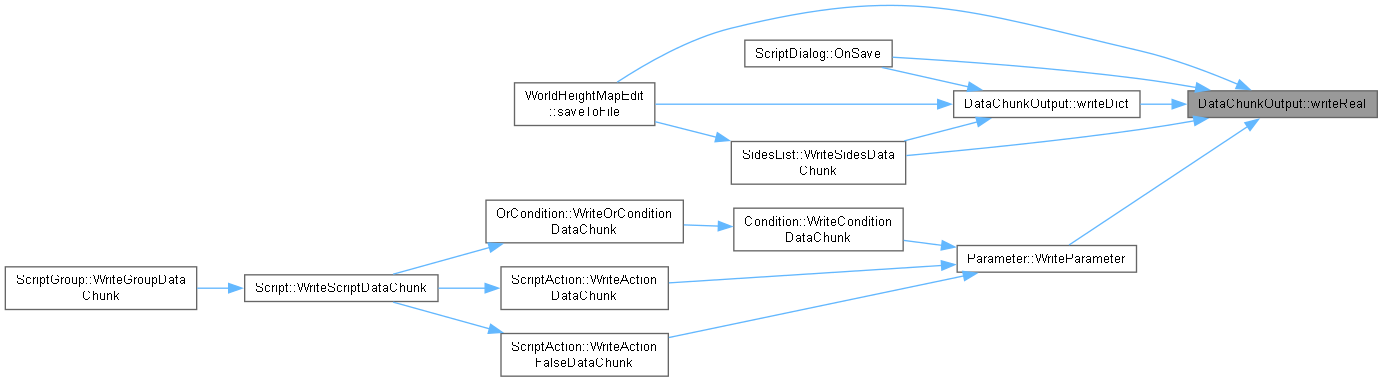 ScriptDialog::OnSave
WorldHeightMapEdit
::saveToFile
DataChunkOutput::writeDict
DataChunkOutput::writeReal
SidesList::WriteSidesData
Chunk
OrCondition::WriteOrCondition
DataChunk
Condition::WriteCondition
DataChunk
Parameter::WriteParameter
ScriptGroup::WriteGroupData
Chunk
Script::WriteScriptDataChunk
ScriptAction::WriteAction
DataChunk
ScriptAction::WriteAction
FalseDataChunk